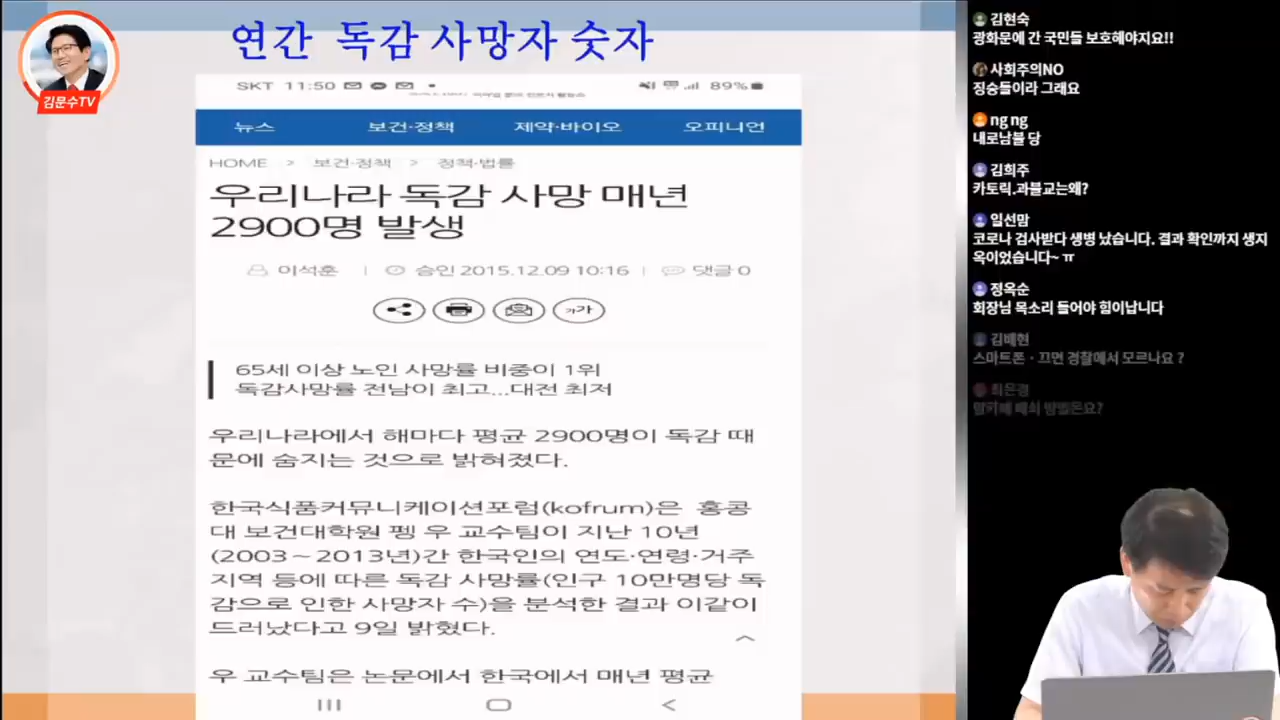 연간 독감 사망자 숫자
김문수TV
SKT 11:50
89%
뉴스 보건·정책 제약·바이오 오피니언
HOME > 보건·정책 > 정책·법률
우리나라 독감 사망 매년
2900명 발생
이석훈 | 승인 2015.12.09 10:16 | 댓글 0
가가
65세 이상 노인 사망률 비중이 1위
독감사망률 전남이 최고...대전 최저
우리나라에서 해마다 평균 2900명이 독감 때
문에 숨지는 것으로 밝혀졌다.
한국식품커뮤니케이션포럼(kofrum)은 홍콩
대 보건대학원 펭 우 교수팀이 지난 10년
(2003～2013년)간 한국인의 연도·연령·거주
지역 등에 따른 독감 사망률(인구 10만명당 독
감으로 인한 사망자 수)을 분석한 결과 이같이
드러났다고 9일 밝혔다.
우 교수팀은 논문에서 한국에서 매년 평균
김현숙
광화문에 간 국민들 보호헤야지요!!
사회주의NO
짐승들이라 그래요
ng ng
내로남불 당
김희주
카토릭.과불교는왜?
일선맘
코로나 검사받다 생병 났습니다. 결과 확인까지 생지
옥이었습니다~ ㅠ
정옥순
회장님 목소리 들어야 힘이납니다
김배현
스마트폰ㆍ끄면 경찰에서 모르나요 ?
최은경